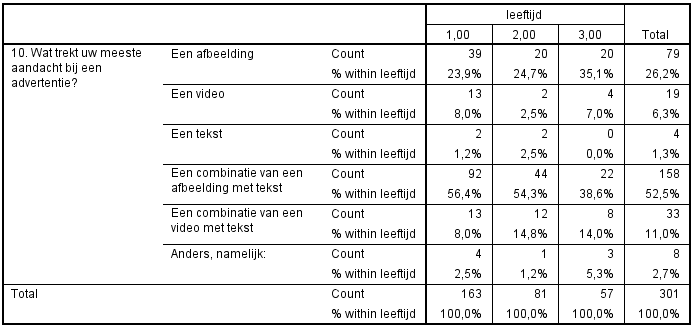 leeftijd
1,00 2,00 3,00 Total
10. Wat trekt uw meeste Een afbeelding Count 39 20 20 79
aandacht bij een % within leeftijd 23,9% 24,7% 35,1% 26,2%
advertentie?
Een video Count 13 2 4 19
% within leeftijd 8,0% 2,5% 7,0% 6,3%
Een tekst Count 2 2 0 4
% within leeftijd 1,2% 2,5% 0,0% 1,3%
Een combinatie van een Count 92 44 22 158
afbeelding met tekst % within leeftijd 56,4% 54,3% 38,6% 52,5%
Een combinatie van een Count 13 12 8 33
video met tekst % within leeftijd 8,0% 14,8% 14,0% 11,0%
Anders, namelijk: Count 4 1 3 8
% within leeftijd 2,5% 1,2% 5,3% 2,7%
Total Count 163 81 57 301
% within leeftijd 100,0% 100,0% 100,0% 100,0%